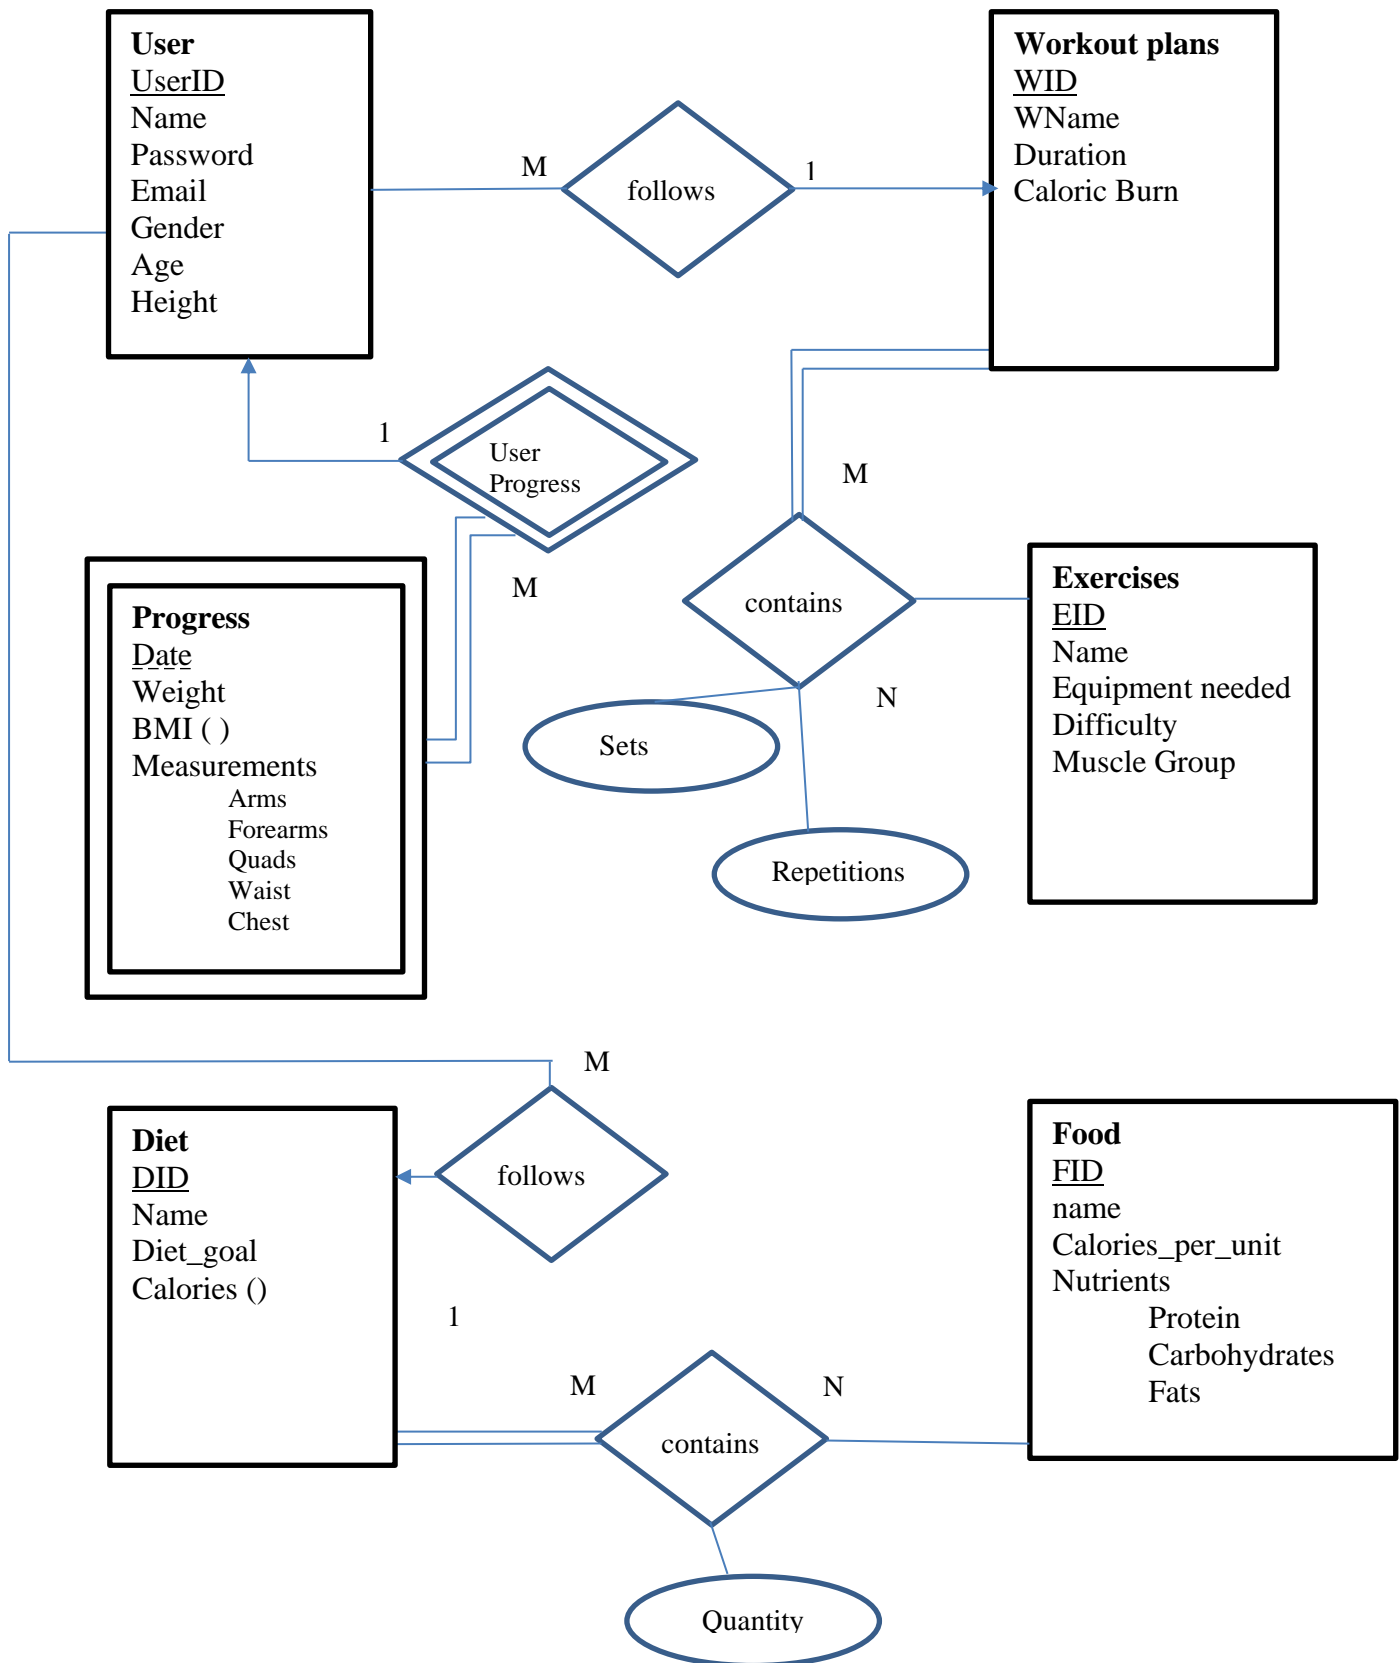 User
UserID
Name
Password
Email
Gender
Age
Height
M
follows
1
Workout plans
WID
WName
Duration
Caloric Burn
1
User
Progress
M
M
contains
N
Sets
Repetitions
Exercises
EID
Name
Equipment needed
Difficulty
Muscle Group
Progress
Date
Weight
BMI ( )
Measurements
Arms
Forearms
Quads
Waist
Chest
M
follows
1
Diet
DID
Name
Diet_goal
Calories ()
M
contains
N
Quantity
Food
FID
name
Calories_per_unit
Nutrients
Protein
Carbohydrates
Fats